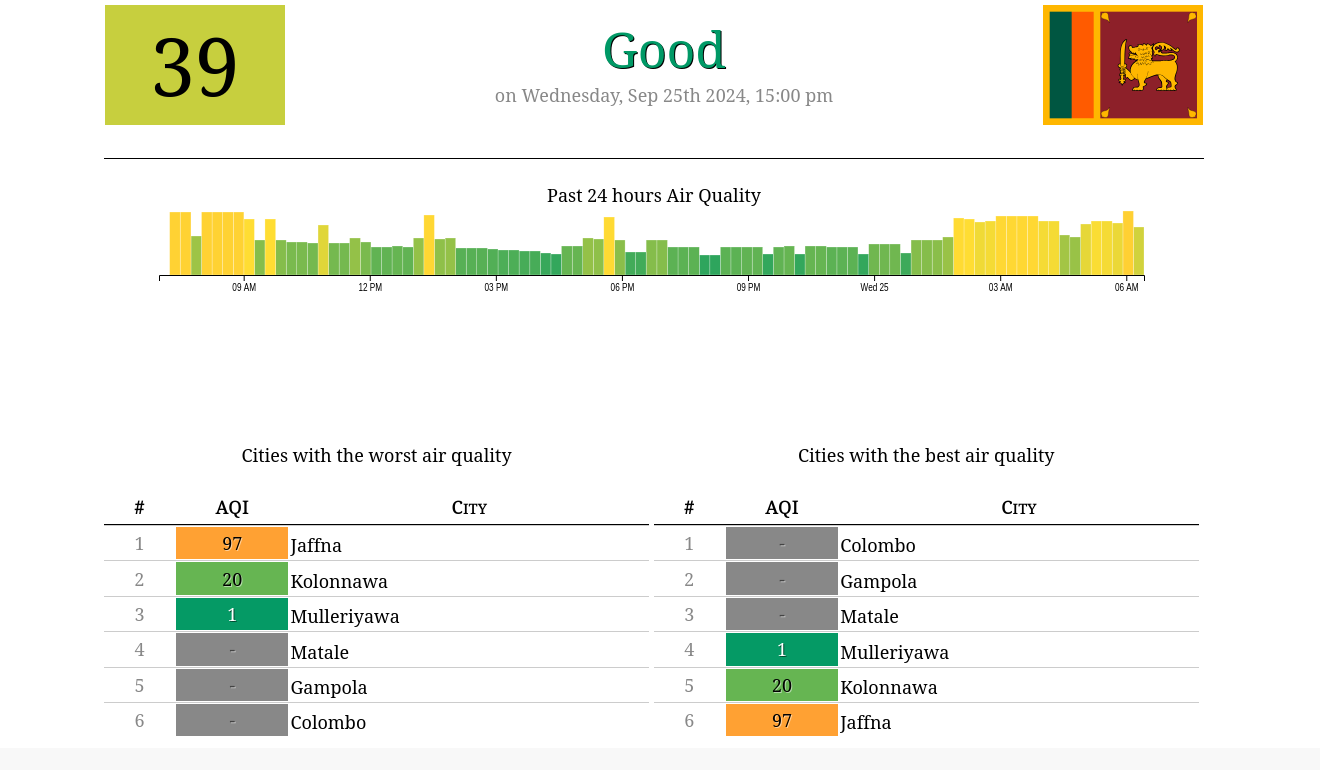 39
Good
on Wednesday, Sep 25th 2024, 15:00 pm
Past 24 hours Air Quality
09 AM 12 PM 03 PM 06 PM 09 PM Wed 25 03 AM 06 AM
Cities with the worst air quality
# AQI City
1 97 Jaffna
2 20 Kolonnawa
3 1 Mulleriyawa
4 - Matale
5 - Gampola
6 - Colombo
Cities with the best air quality
# AQI City
1 - Colombo
2 - Gampola
3 - Matale
4 1 Mulleriyawa
5 20 Kolonnawa
6 97 Jaffna